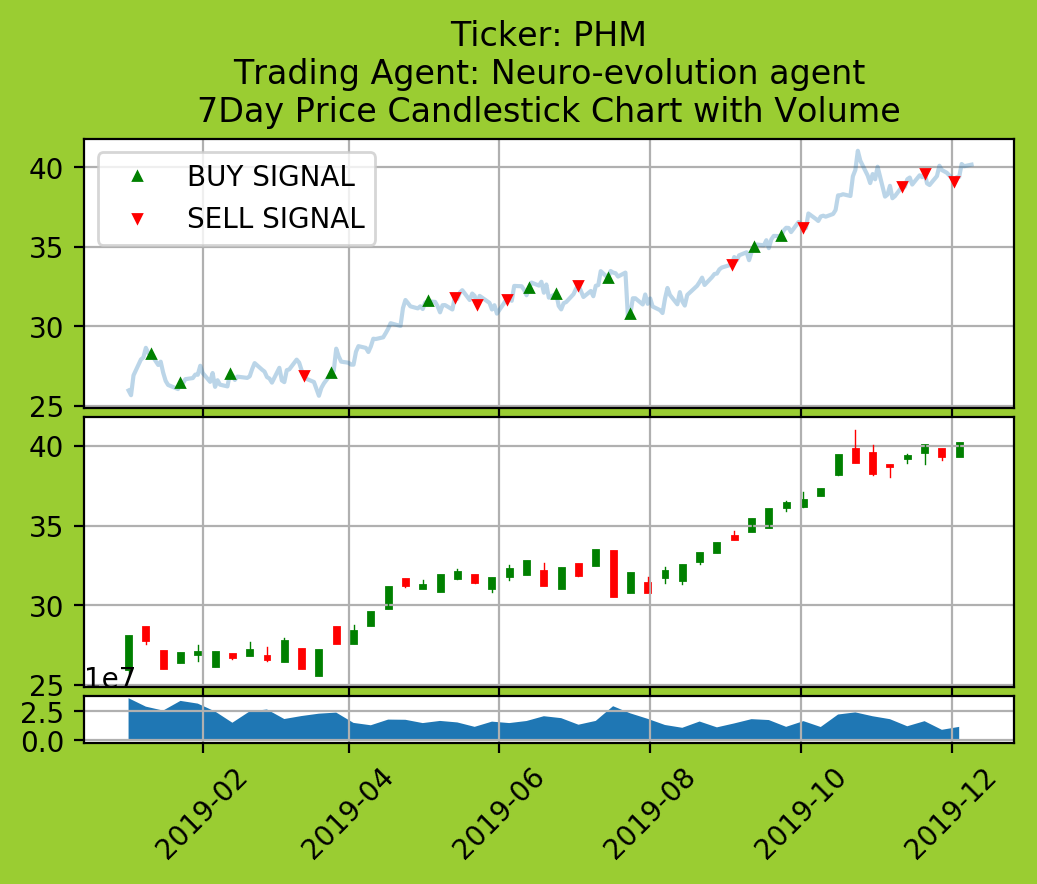 Ticker: PHM
Trading Agent: Neuro-evolution agent
7Day Price Candlestick Chart with Volume
BUY SIGNAL
SELL SIGNAL
40
35
30
25
40
35
30
25
1e7
2.5
0.0
2019-02
2019-04
2019-06
2019-08
2019-10
2019-12